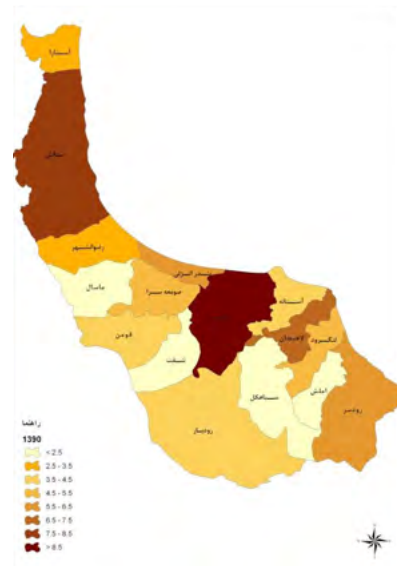 آستارا
تالش
رضوانشهر
بندر انزلی
ماسال
صومعه سرا
آستانه
فومن
لاهیجان
لنگرود
شفت
املش
سیاهکل
رودسر
رودبار
راهنما
1390
< 2.5
2.5 - 3.5
3.5 - 4.5
4.5 - 5.5
5.5 - 6.5
6.5 - 7.5
7.5 - 8.5
> 8.5